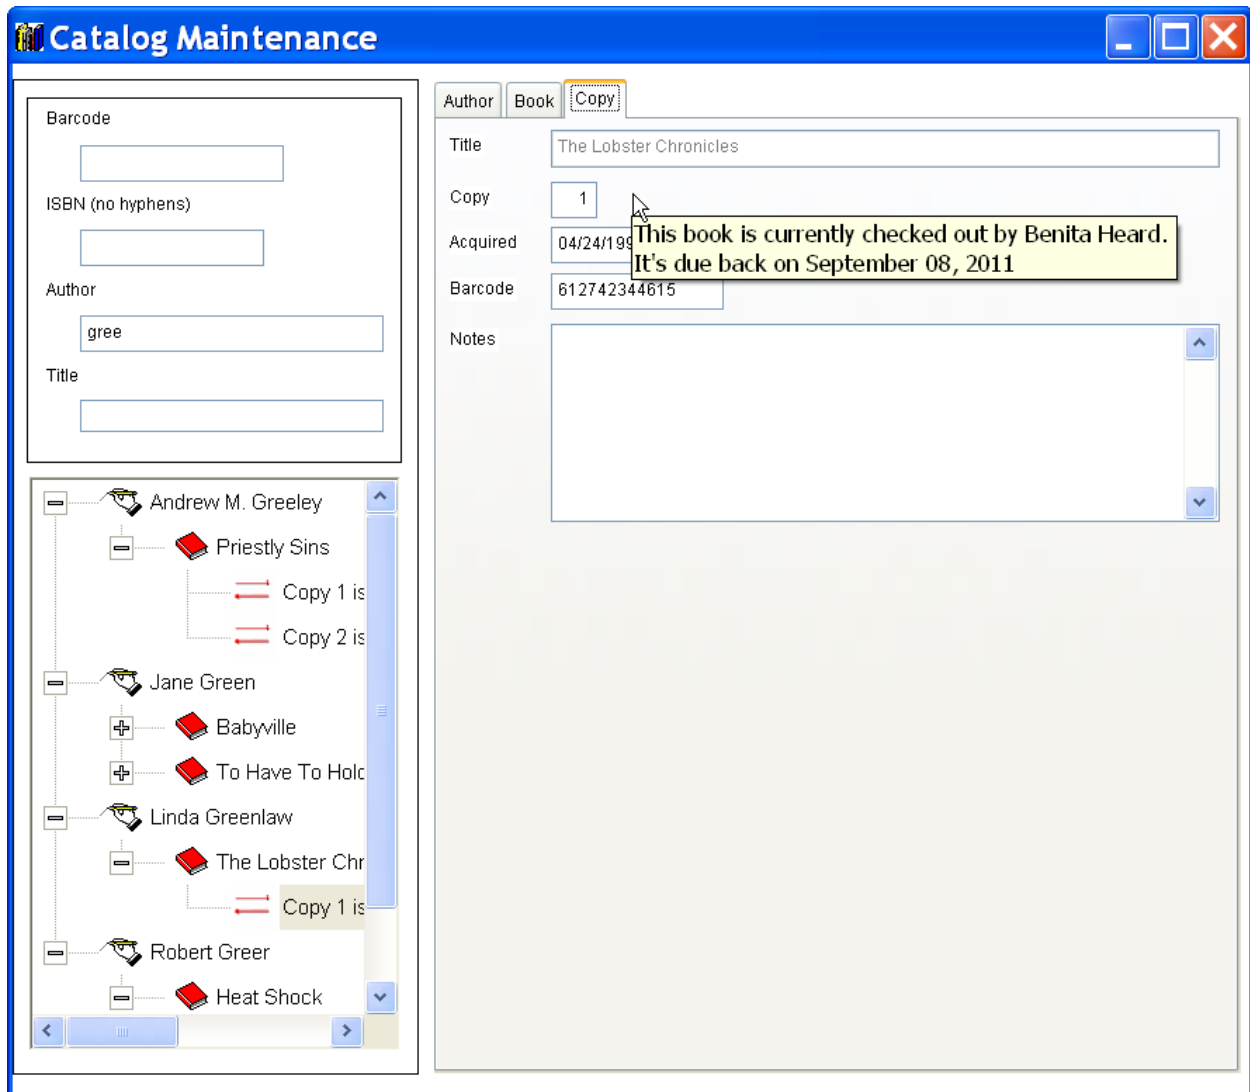 Catalog Maintenance
Barcode
ISBN (no hyphens)
Author
gree
Title
Andrew M. Greeley
Priestly Sins
Copy 1 is
Copy 2 is
Jane Green
Babyville
To Have To Hold
Linda Greenlaw
The Lobster Chr
Copy 1 is
Robert Greer
Heat Shock
Author Book Copy
Title The Lobster Chronicles
Copy 1
Acquired 04/24/199
This book is currently checked out by Benita Heard.
It's due back on September 08, 2011
Barcode 612742344615
Notes